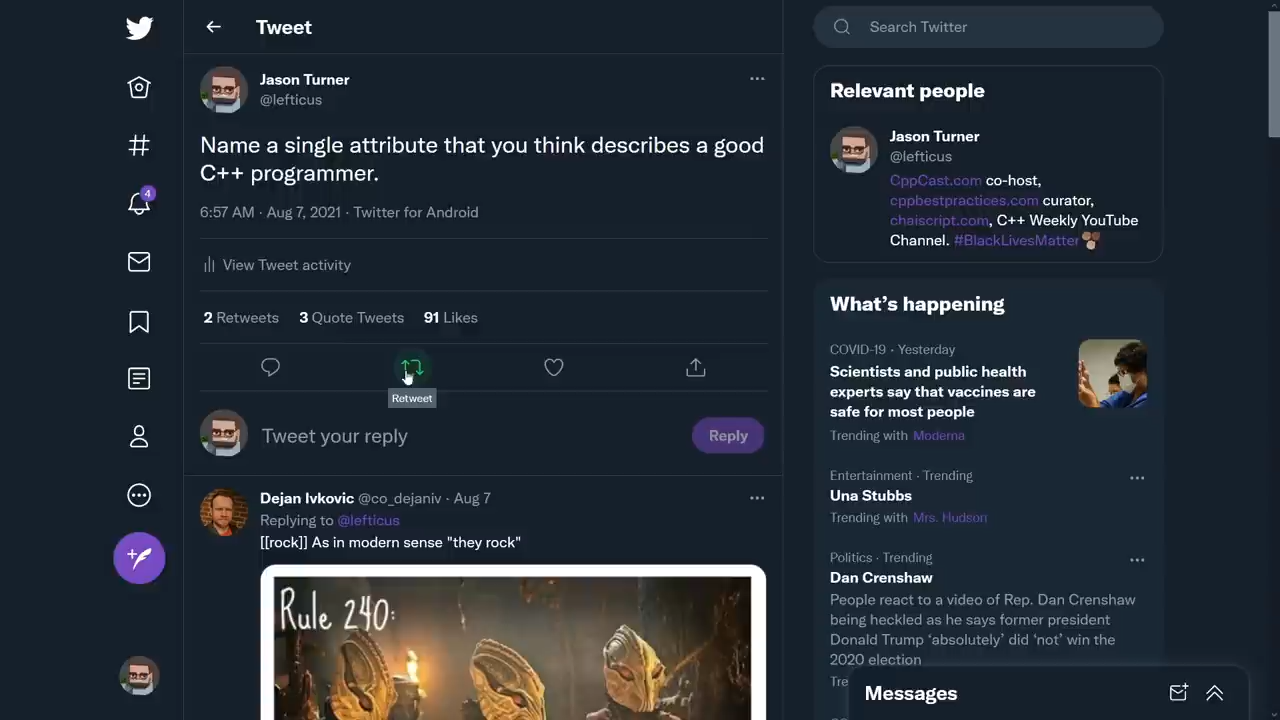 Tweet
Jason Turner
@lefticus
Name a single attribute that you think describes a good
C++ programmer.
6:57 AM · Aug 7, 2021 · Twitter for Android
View Tweet activity
2 Retweets 3 Quote Tweets 91 Likes
Retweet
Tweet your reply
Reply
Dejan Ivkovic @co_dejaniv · Aug 7
Replying to @lefticus
[[rock]] As in modern sense "they rock"
Rule 240:
4
Search Twitter
Relevant people
Jason Turner
@lefticus
CppCast.com co-host,
cppbestpractices.com curator,
chaiscript.com, C++ Weekly YouTube
Channel. #BlackLivesMatter
What's happening
COVID-19 · Yesterday
Scientists and public health
experts say that vaccines are
safe for most people
Trending with Moderna
Entertainment · Trending
Una Stubbs
Trending with Mrs. Hudson
Politics · Trending
Dan Crenshaw
People react to a video of Rep. Dan Crenshaw
being heckled as he says former president
Donald Trump ‘absolutely’ did ‘not’ win the
2020 election
Messages